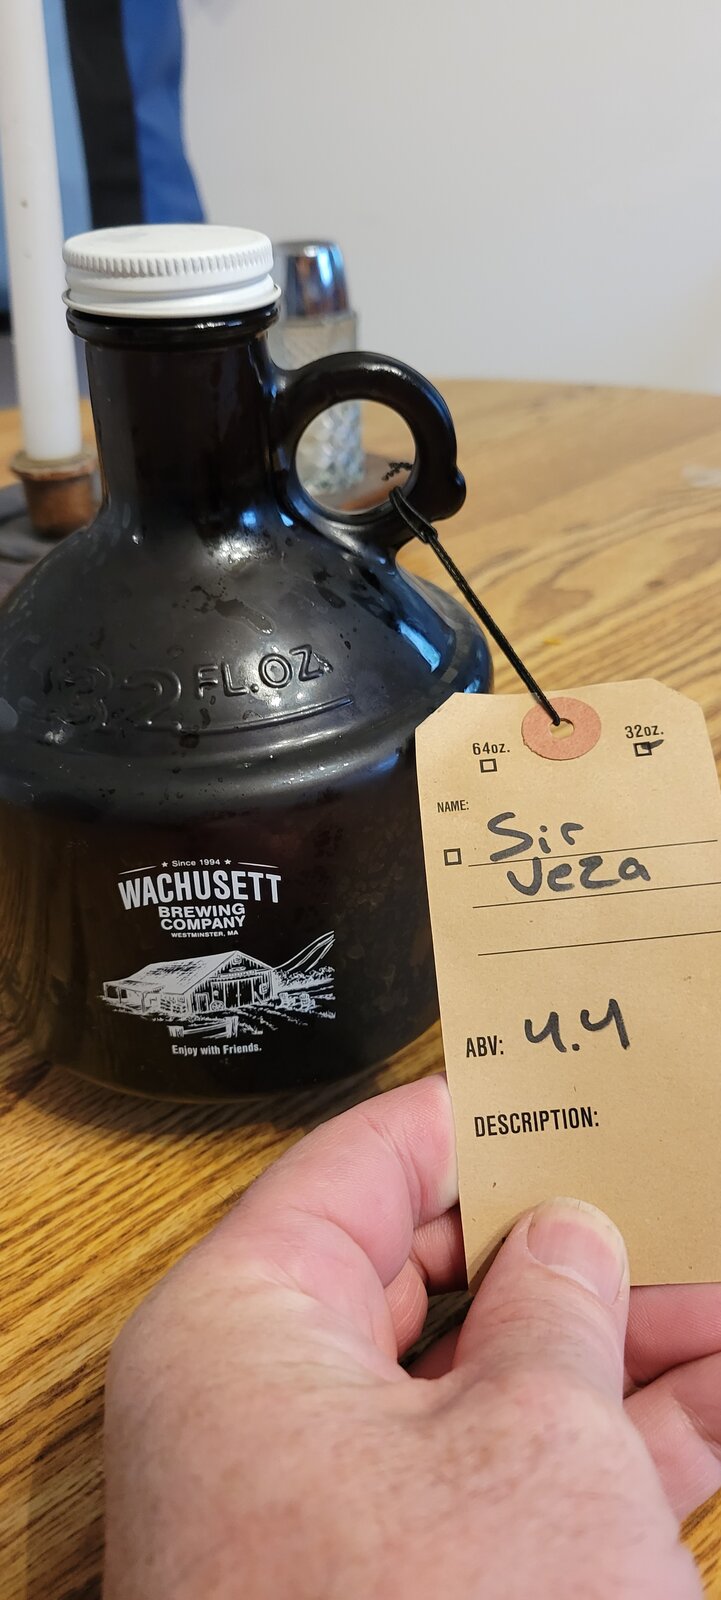 32 FL.OZ.
★ Since 1994 ★
WACHUSETT
BREWING
COMPANY
WESTMINSTER, MA
Enjoy with Friends.
64oz. 32oz.
NAME:
Sir
Veza
ABV: 4.4
DESCRIPTION: